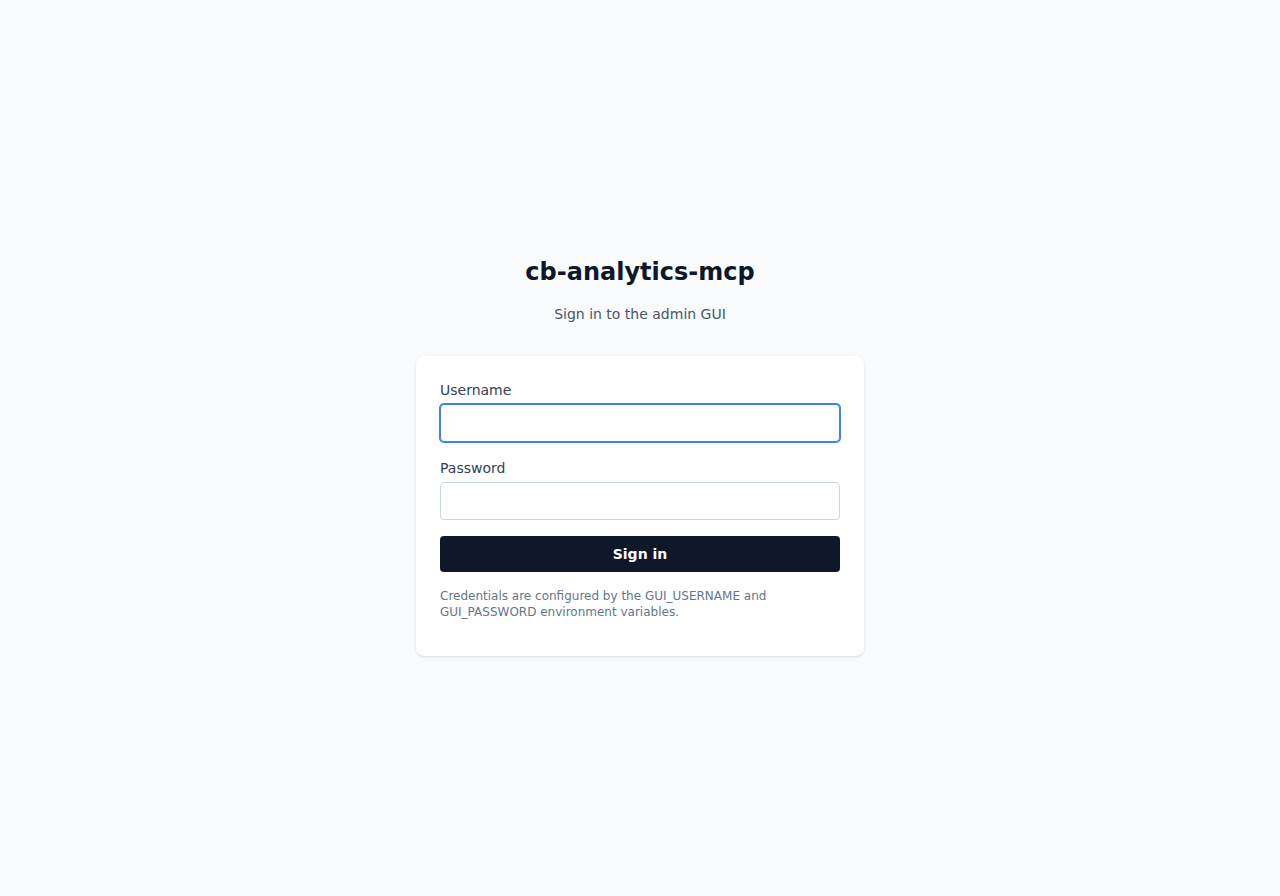 cb-analytics-mcp
Sign in to the admin GUI
Username
Password
Sign in
Credentials are configured by the GUI_USERNAME and
GUI_PASSWORD environment variables.